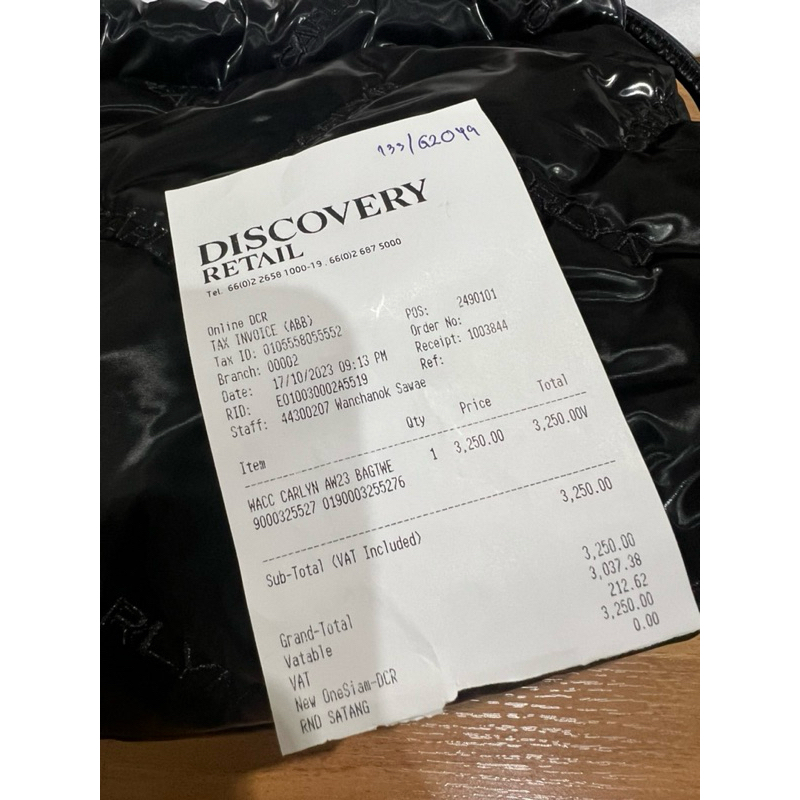 133/62049
DISCOVERY
RETAIL
Tel. 66(0)2 2658 1000-19 , 66(0)2 687 5000
Online DCR
TAX INVOICE (ABB)
Tax ID: 0105558055552 POS: 2490101
Branch: 00002 Order No:
Date: 17/10/2023 09:13 PM Receipt: 1003844
RID: E010030002A5519 Ref:
Staff: 44300207 Wanchanok Sawae
Item Qty Price Total
WACC CARLYN AW23 BAGTWE 1 3,250.00 3,250.00V
9000325527 0190003255276
Sub-Total (VAT Included) 3,250.00
Grand-Total 3,250.00
Vatable 3,037.38
VAT 212.62
New OneSiam-DCR 3,250.00
RND SATANG 0.00
RLYN